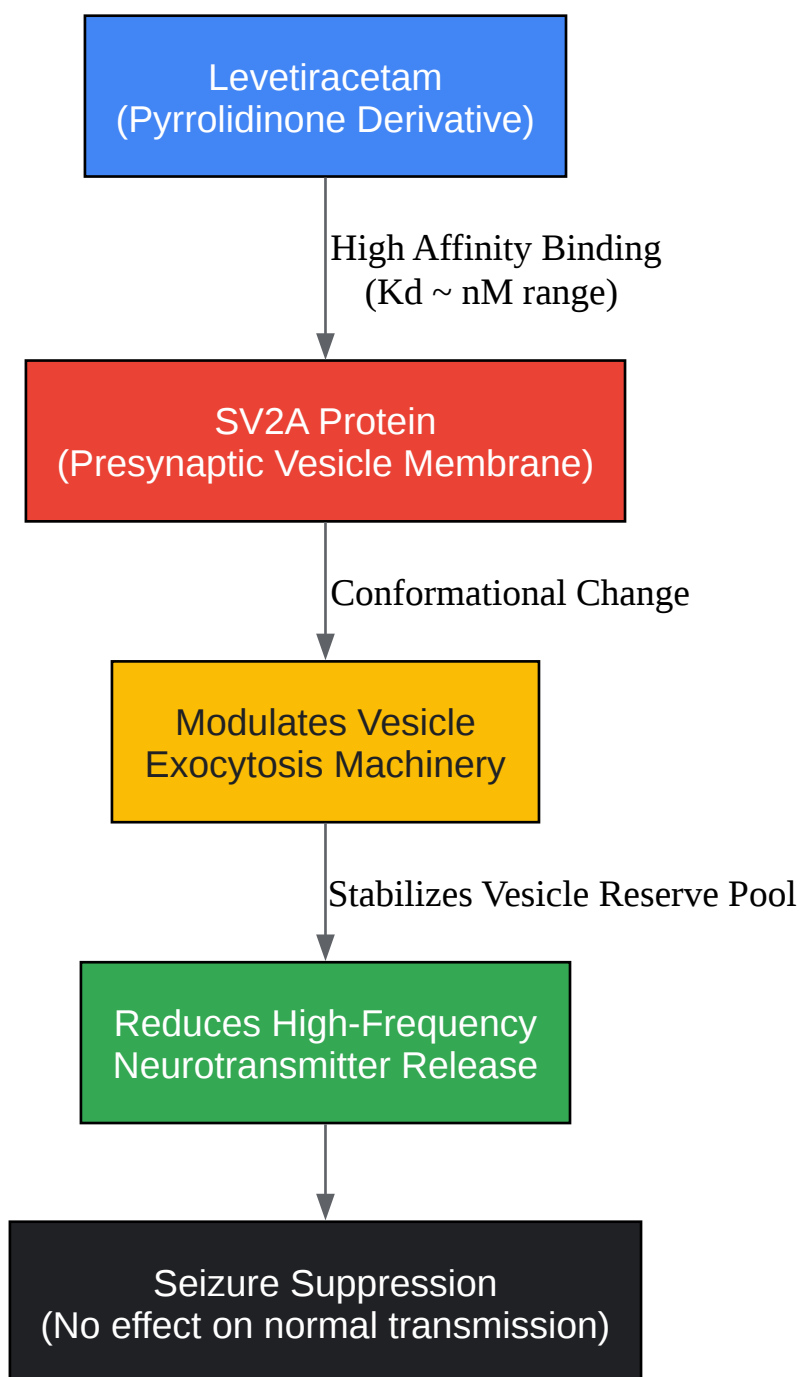 Levetiracetam
(Pyrrolidinone Derivative)
High Affinity Binding
(Kd ~ nM range)
SV2A Protein
(Presynaptic Vesicle Membrane)
Conformational Change
Modulates Vesicle
Exocytosis Machinery
Stabilizes Vesicle Reserve Pool
Reduces High-Frequency
Neurotransmitter Release
Seizure Suppression
(No effect on normal transmission)